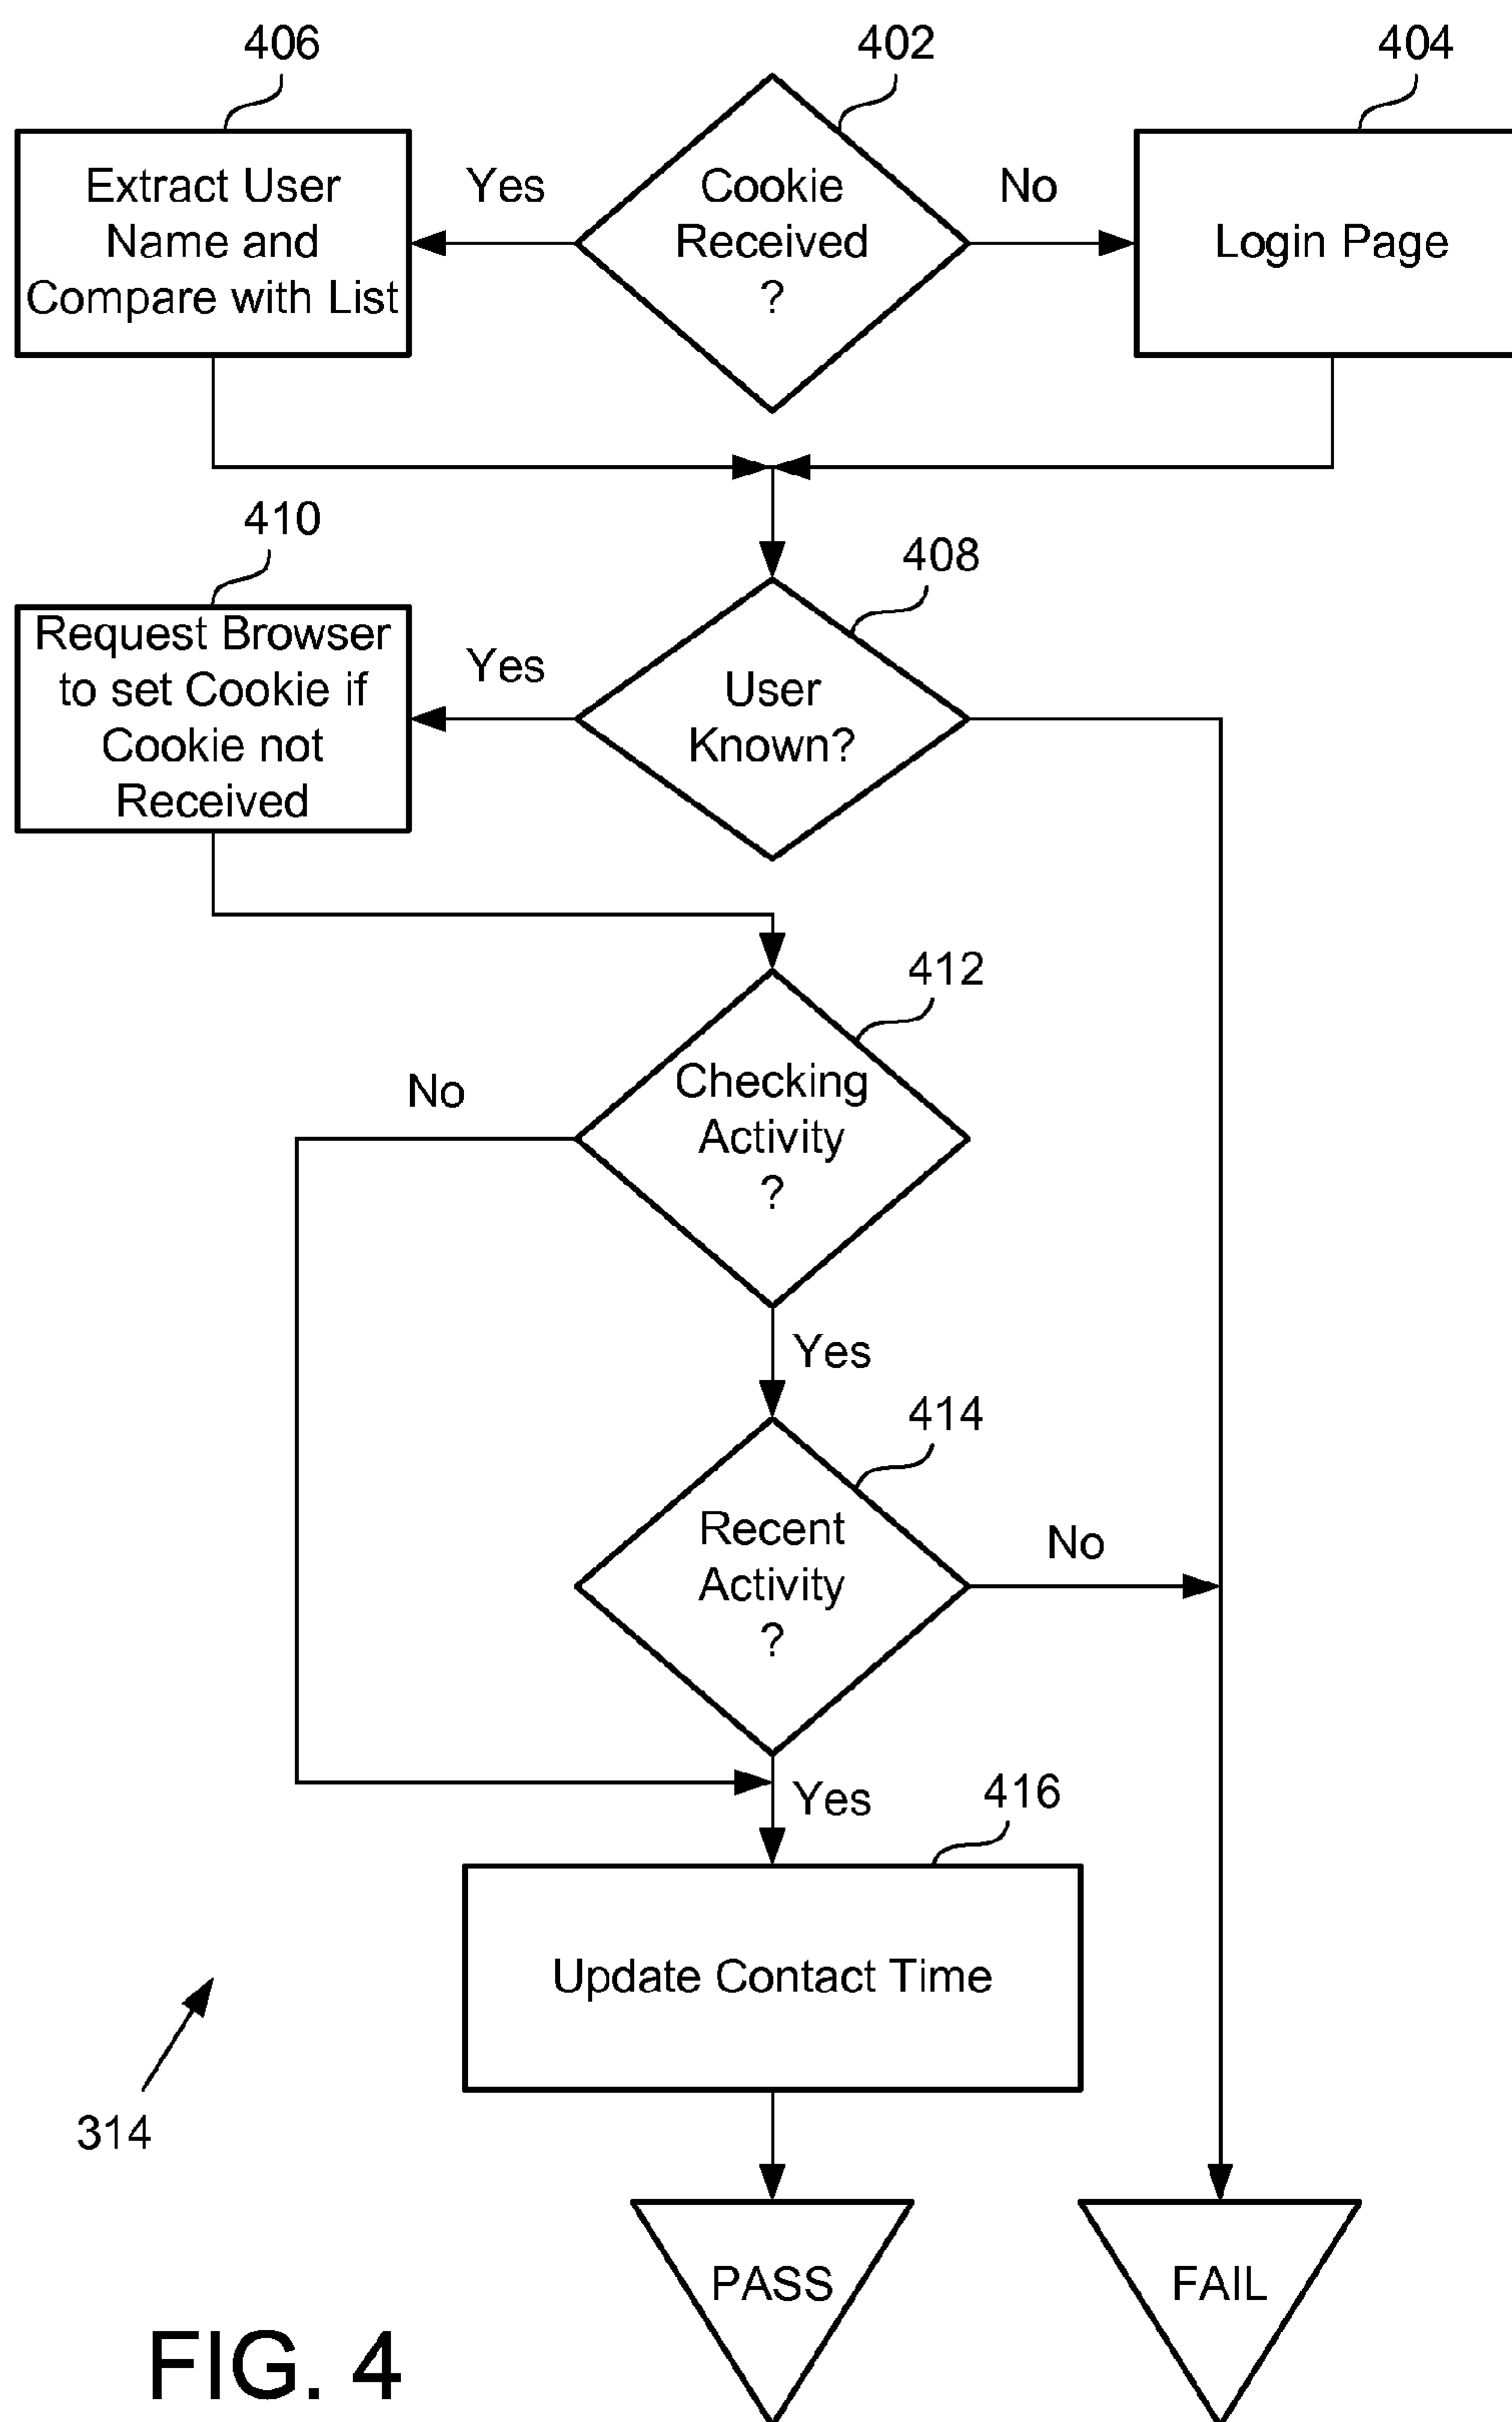 406
402
404
Extract User
Name and
Compare with List
Yes
Cookie
Received
?
No
Login Page
410
408
Request Browser
to set Cookie if
Cookie not
Received
Yes
User
Known?
412
No
Checking
Activity
?
Yes
414
Recent
Activity
?
No
Yes
416
Update Contact Time
314
PASS
FAIL
FIG. 4